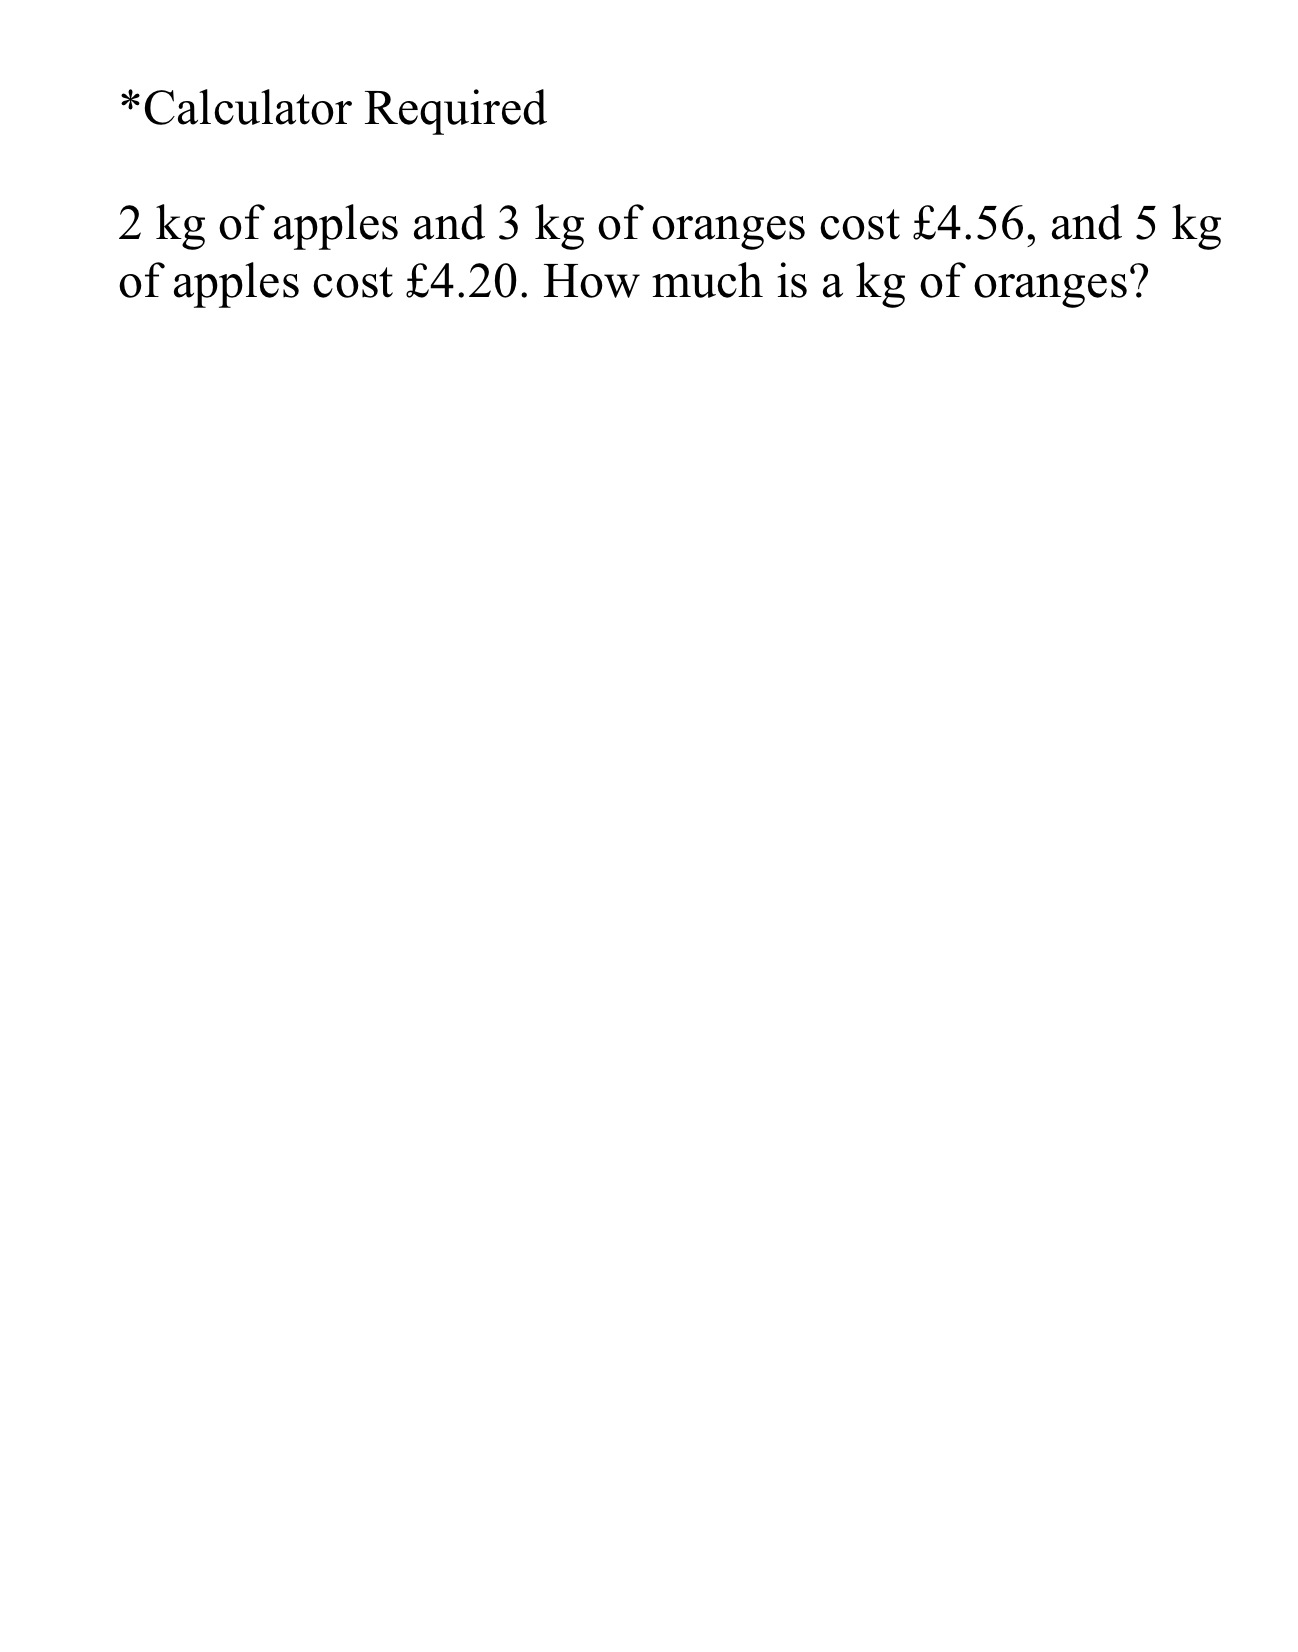 *Calculator Required
2 kg of apples and 3 kg of oranges cost £4.56, and 5 kg
of apples cost £4.20. How much is a kg of oranges?